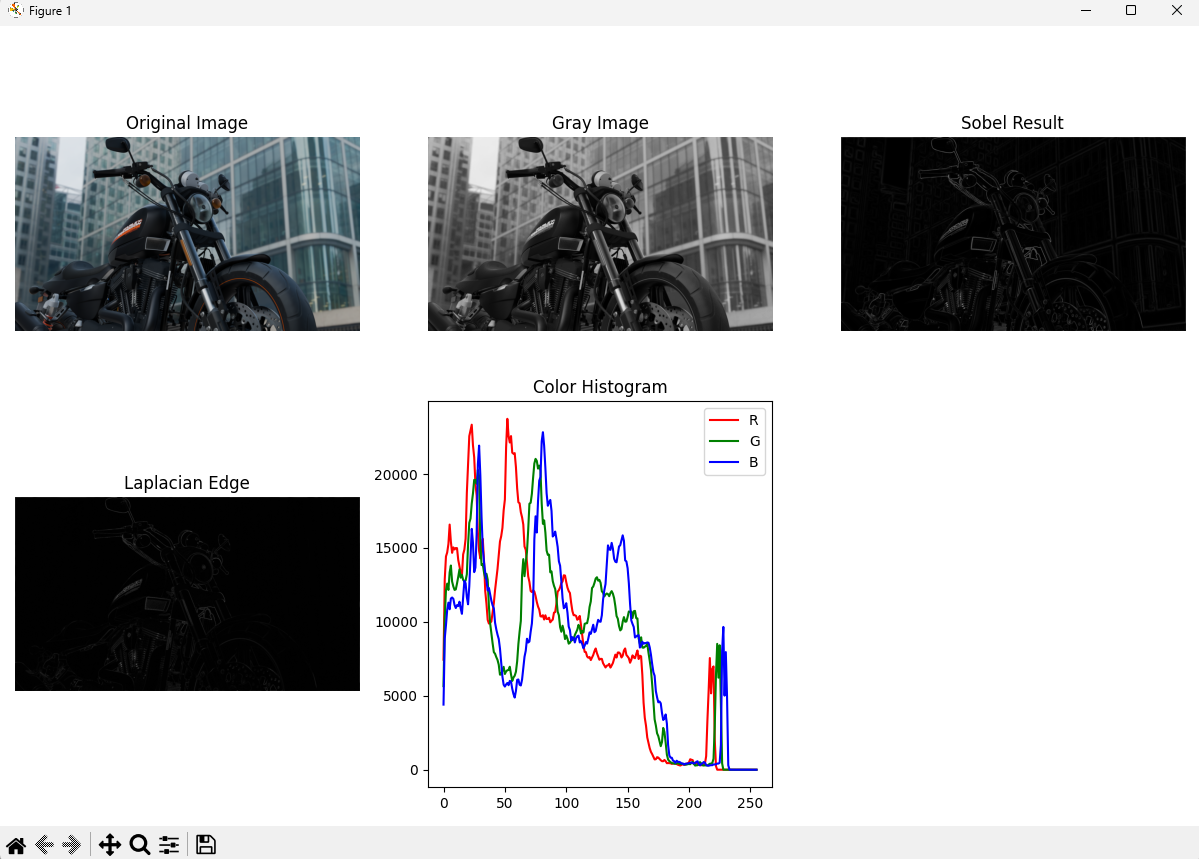 Figure 1
Original Image
Gray Image
Sobel Result
Laplacian Edge
Color Histogram
R
G
B
20000
15000
10000
5000
0
0 50 100 150 200 250